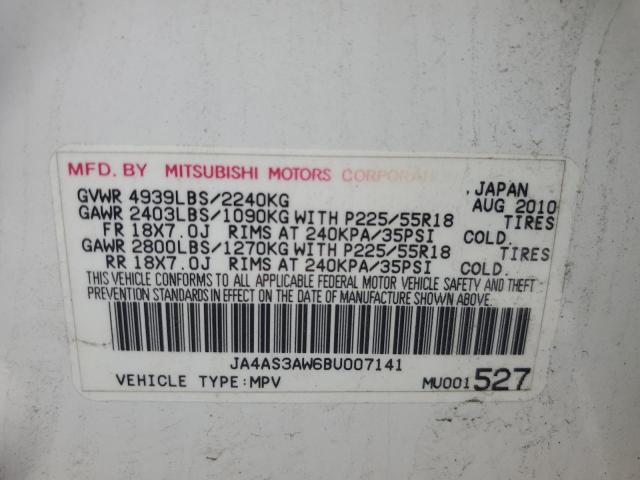 MFD. BY MITSUBISHI MOTORS CORPORATION, JAPAN
GVWR 4939LBS/2240KG AUG 2010
GAWR 2403LBS/1090KG WITH P225/55R18 TIRES
FR 18X7.0J RIMS AT 240KPA/35PSI COLD.
GAWR 2800LBS/1270KG WITH P225/55R18 TIRES
RR 18X7.0J RIMS AT 240KPA/35PSI COLD.
THIS VEHICLE CONFORMS TO ALL APPLICABLE FEDERAL MOTOR VEHICLE SAFETY AND THEFT
PREVENTION STANDARDS IN EFFECT ON THE DATE OF MANUFACTURE SHOWN ABOVE.
JA4AS3AW6BU007141
VEHICLE TYPE:MPV MU001527